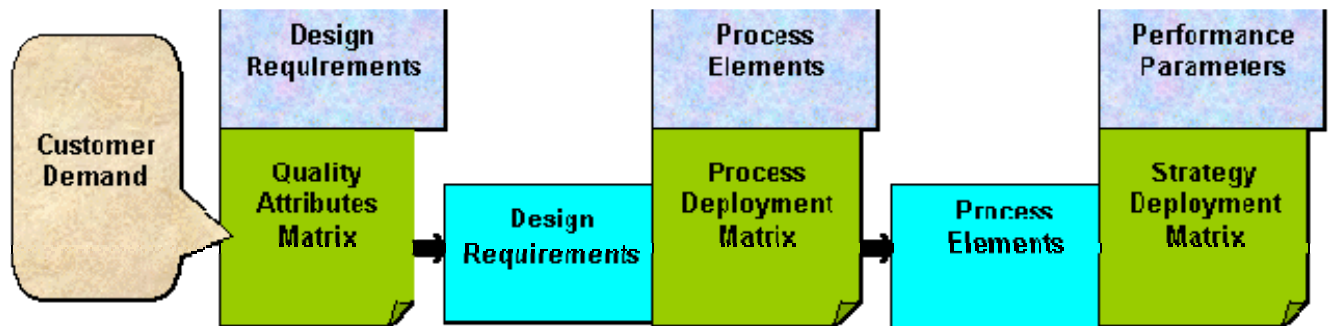 Customer
Demand
Design
Requirements
Quality
Attributes
Matrix
Design
Requirements
Process
Elements
Process
Deployment
Matrix
Process
Elements
Performance
Parameters
Strategy
Deployment
Matrix